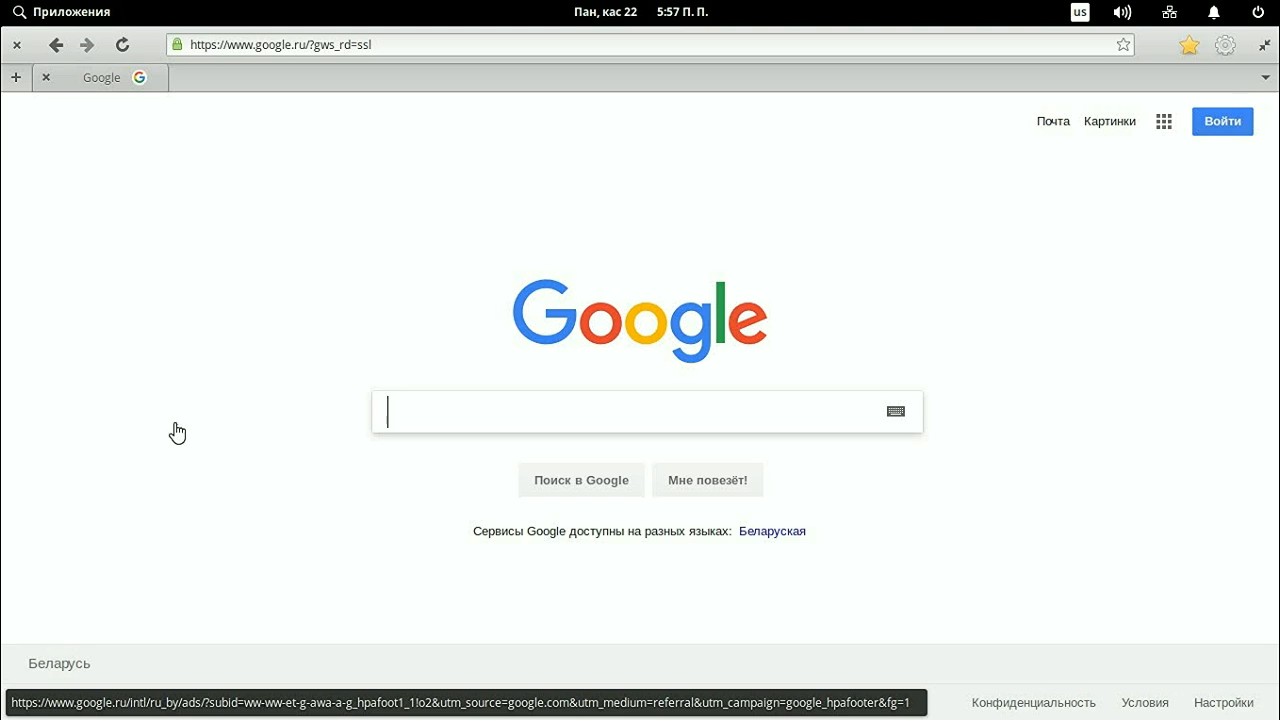 Приложения
Пан, кас 22 5:57 П. П.
us
https://www.google.ru/?gws_rd=ssl
Google
Почта Картинки Войти
Google
Поиск в Google Мне повезёт!
Сервисы Google доступны на разных языках: Беларуская
Беларусь
https://www.google.ru/intl/ru_by/ads/?subid=ww-ww-et-g-awa-a-g_hpafoot1_1!o2&utm_source=google.com&utm_medium=referral&utm_campaign=google_hpafooter&fg=1
Конфиденциальность Условия Настройки